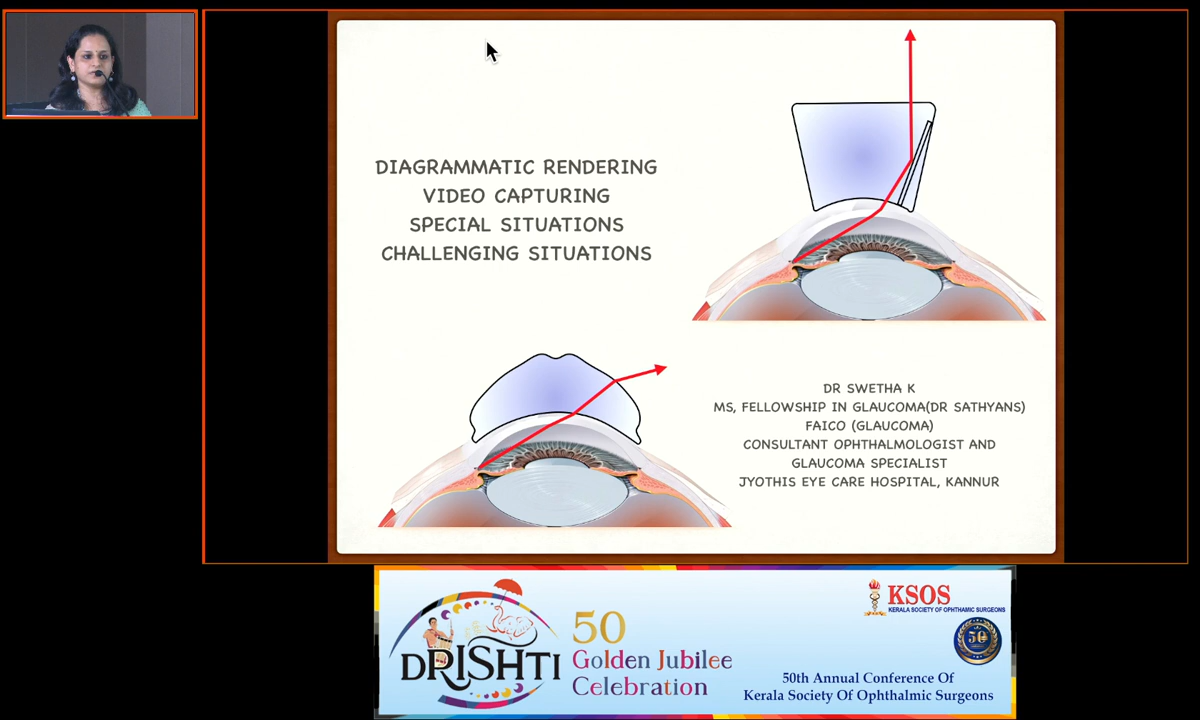 DIAGRAMMATIC RENDERING
VIDEO CAPTURING
SPECIAL SITUATIONS
CHALLENGING SITUATIONS
DR SWETHA K
MS, FELLOWSHIP IN GLAUCOMA(DR SATHYANS)
FAICO (GLAUCOMA)
CONSULTANT OPHTHALMOLOGIST AND
GLAUCOMA SPECIALIST
JYOTHIS EYE CARE HOSPITAL, KANNUR
DRISHTI
50
Golden Jubilee
Celebration
KSOS
KERALA SOCIETY OF OPHTHAMIC SURGEONS
50
50th Annual Conference Of
Kerala Society Of Ophthalmic Surgeons